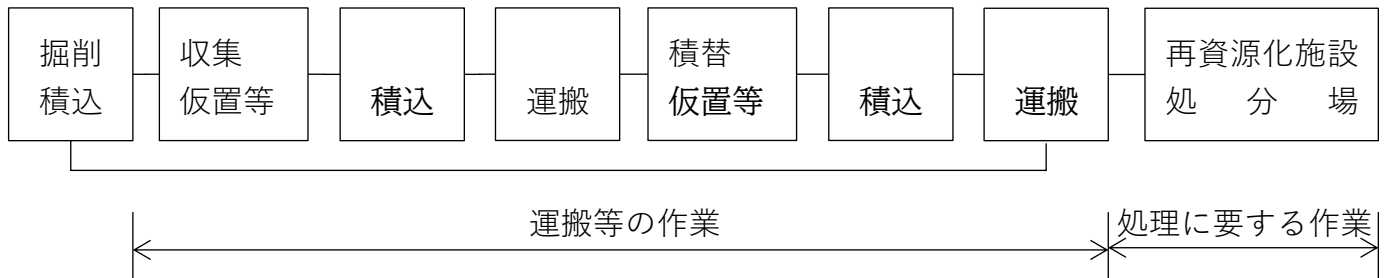 掘削
積込
収集
仮置等
積込
運搬
積替
仮置等
積込
運搬
再資源化施設
処分場
運搬等の作業
処理に要する作業